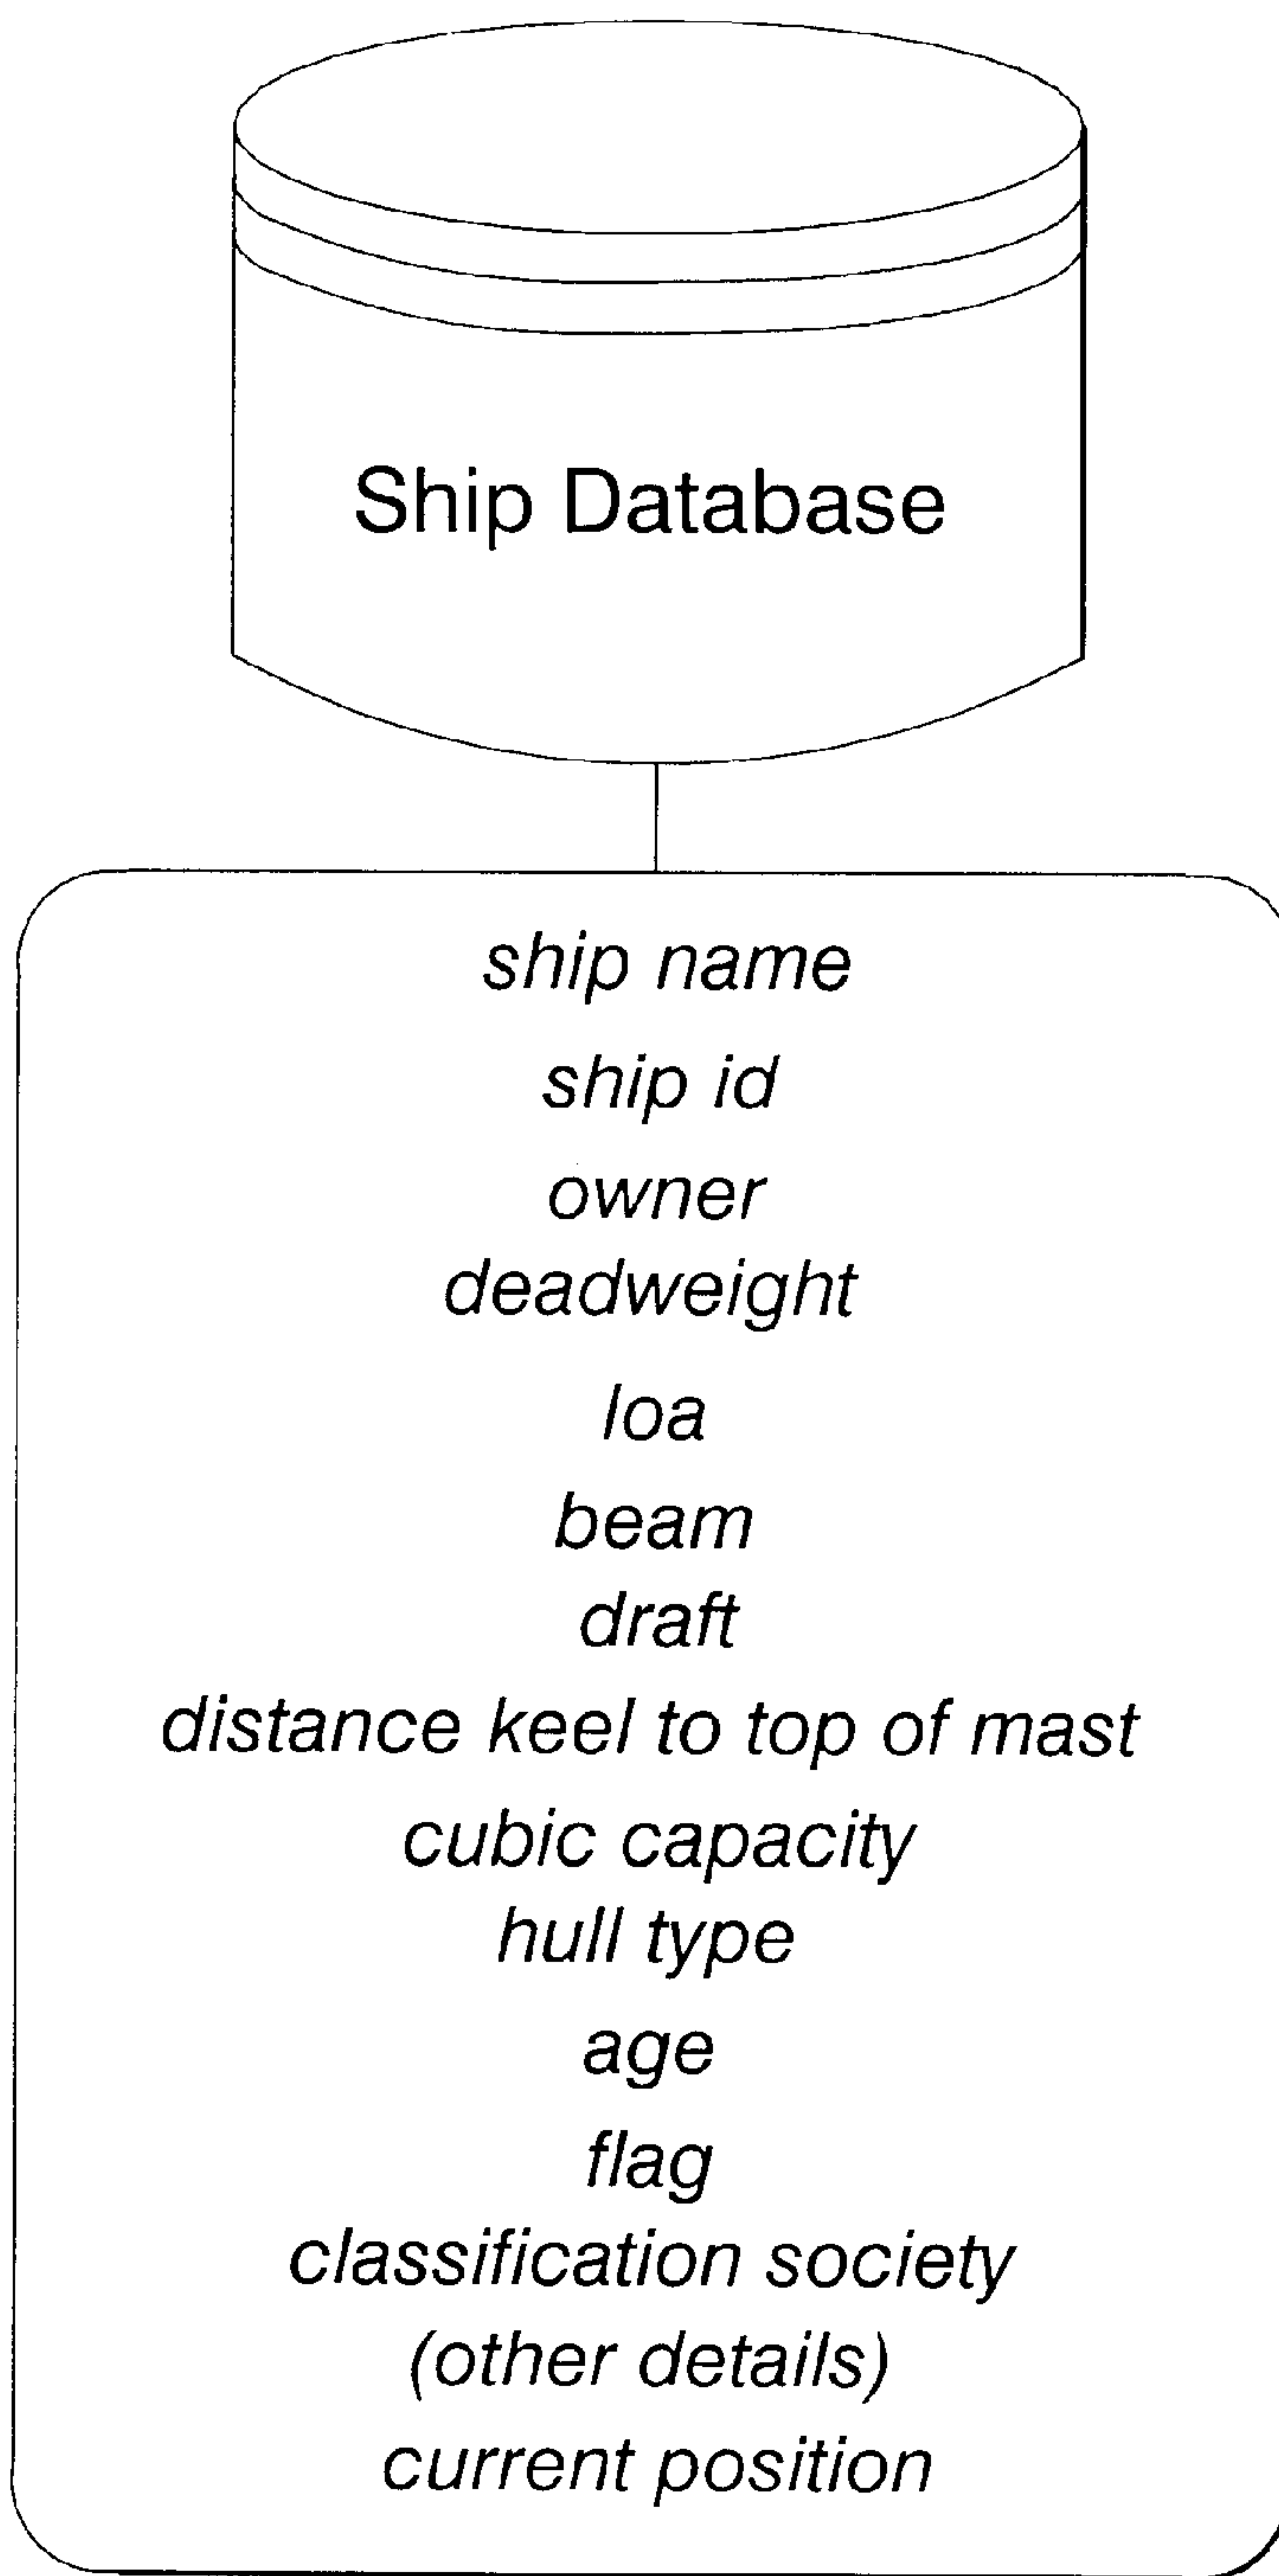 Ship Database
ship name
ship id
owner
deadweight
loa
beam
draft
distance keel to top of mast
cubic capacity
hull type
age
flag
classification society
(other details)
current position